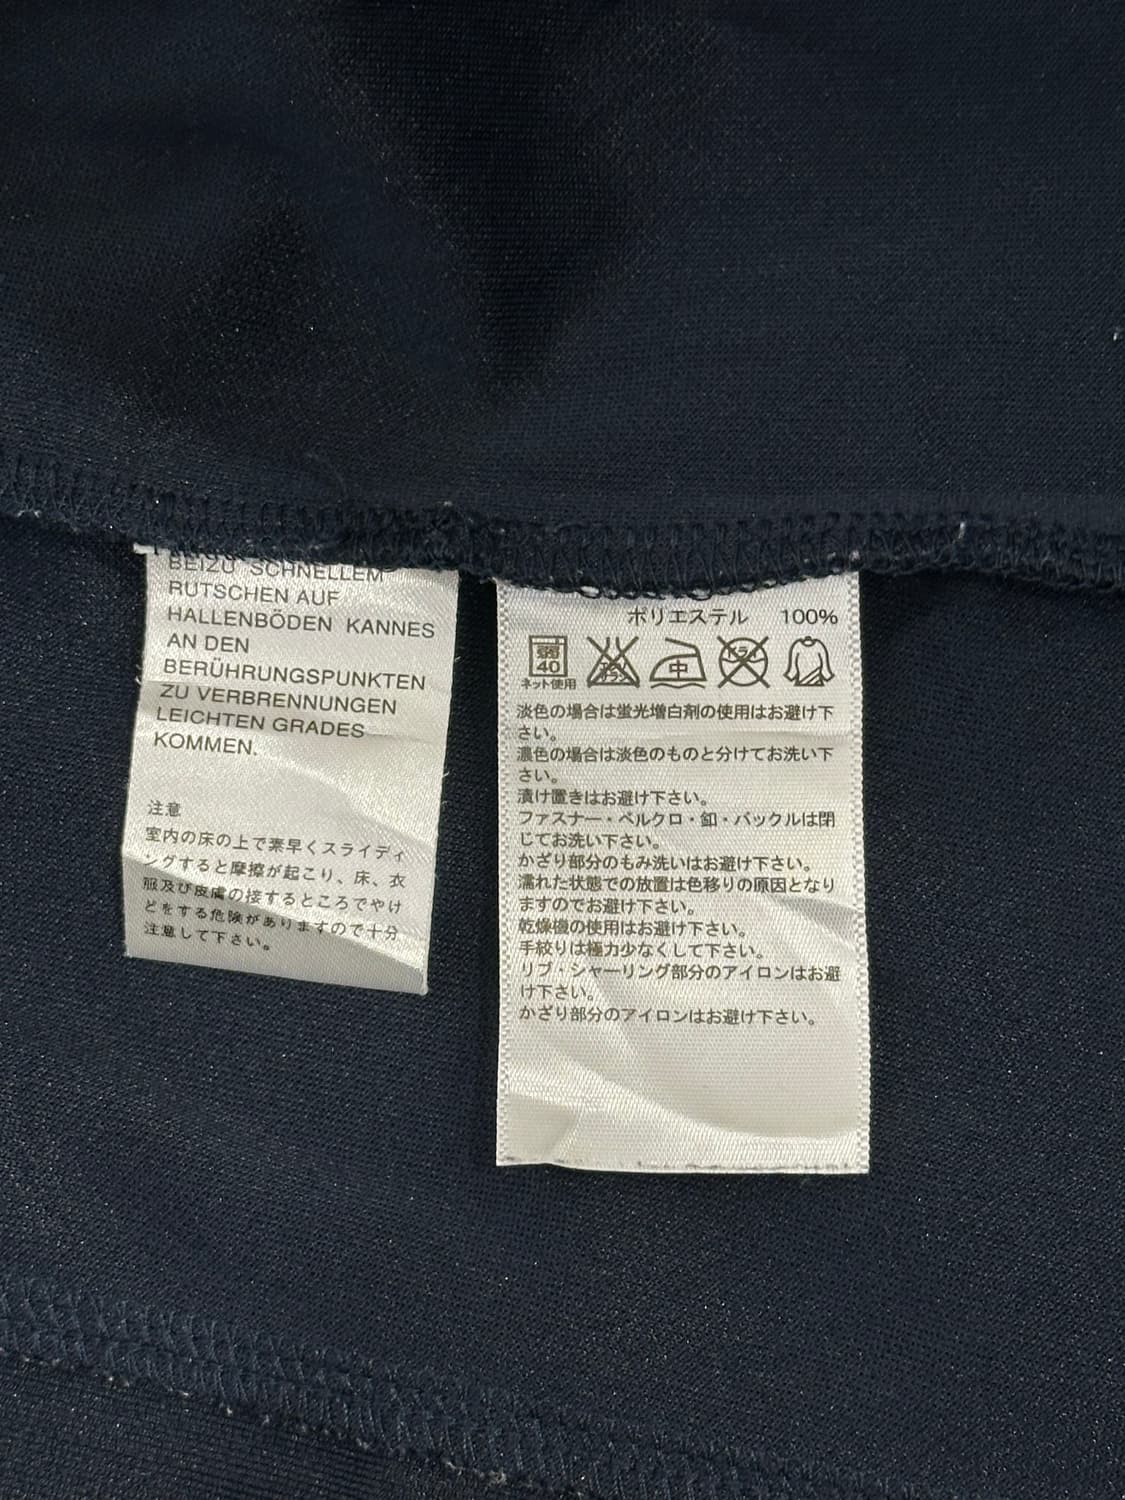 BEIZU SCHNELLEM
RUTSCHEN AUF
HALLENBÖDEN KANNES
AN DEN
BERÜHRUNGSPUNKTEN
ZU VERBRENNUNGEN
LEICHTEN GRADES
KOMMEN.
注意
室内の床の上で素早くスライディ
ングすると摩擦が起こり、床、衣
服及び皮膚の接するところでやけ
どをする危険がありますので十分
注意して下さい。
ポリエステル 100%
弱
40
ネット使用
エンソ
サラシ
中
ドライ
淡色の場合は蛍光増白剤の使用はお避け下
さい。
濃色の場合は淡色のものと分けてお洗い下
さい。
漬け置きはお避け下さい。
ファスナー・ベルクロ・釦・バックルは閉
じてお洗い下さい。
かざり部分のもみ洗いはお避け下さい。
濡れた状態での放置は色移りの原因となり
ますのでお避け下さい。
乾燥機の使用はお避け下さい。
手絞りは極力少なくして下さい。
リブ・シャーリング部分のアイロンはお避
け下さい。
かざり部分のアイロンはお避け下さい。